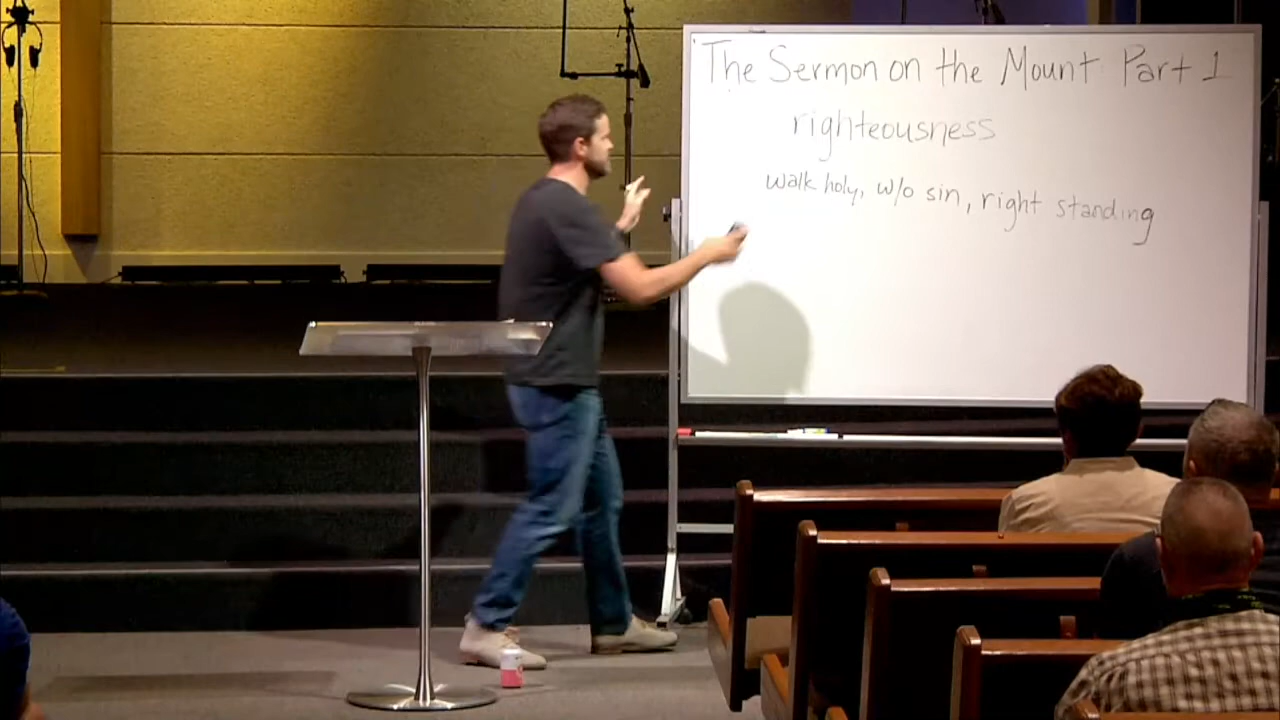 The Sermon on the Mount Part 1
righteousness
walk holy, w/o sin, right standing